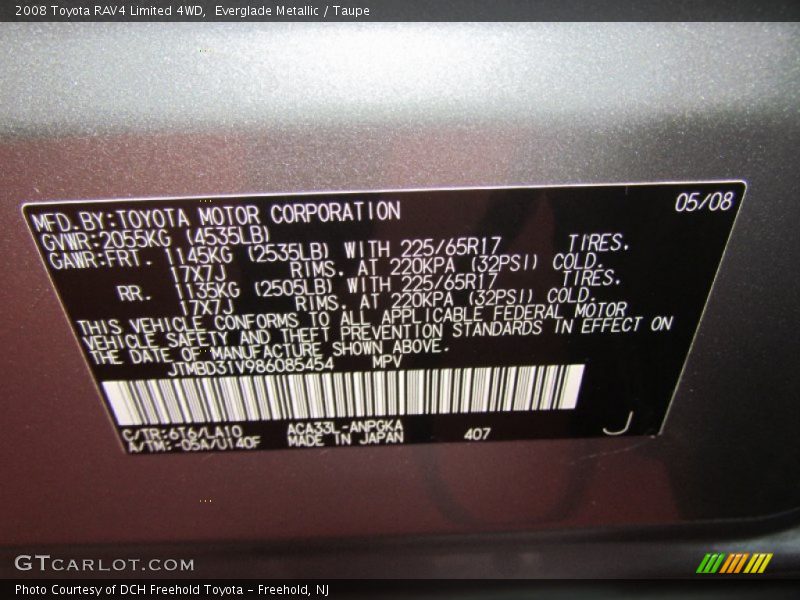 2008 Toyota RAV4 Limited 4WD,  Everglade Metallic / Taupe
05/08
MFD.BY:TOYOTA MOTOR CORPORATION
GVWR:2055KG (4535LB)
GAWR:FRT. 1145KG (2535LB) WITH 225/65R17 TIRES.
17X7J RIMS. AT 220KPA (32PSI) COLD.
RR. 1135KG (2505LB) WITH 225/65R17 TIRES.
17X7J RIMS. AT 220KPA (32PSI) COLD.
THIS VEHICLE CONFORMS TO ALL APPLICABLE FEDERAL MOTOR
VEHICLE SAFETY AND THEFT PREVENTION STANDARDS IN EFFECT ON
THE DATE OF MANUFACTURE SHOWN ABOVE.
JTMBD31V986085454 MPV
C/TR:6T6/LA10 ACA33L-ANPGKA
A/TM:-05A/U140F MADE IN JAPAN 407 J
GTCARLOT.COM
Photo Courtesy of DCH Freehold Toyota - Freehold, NJ